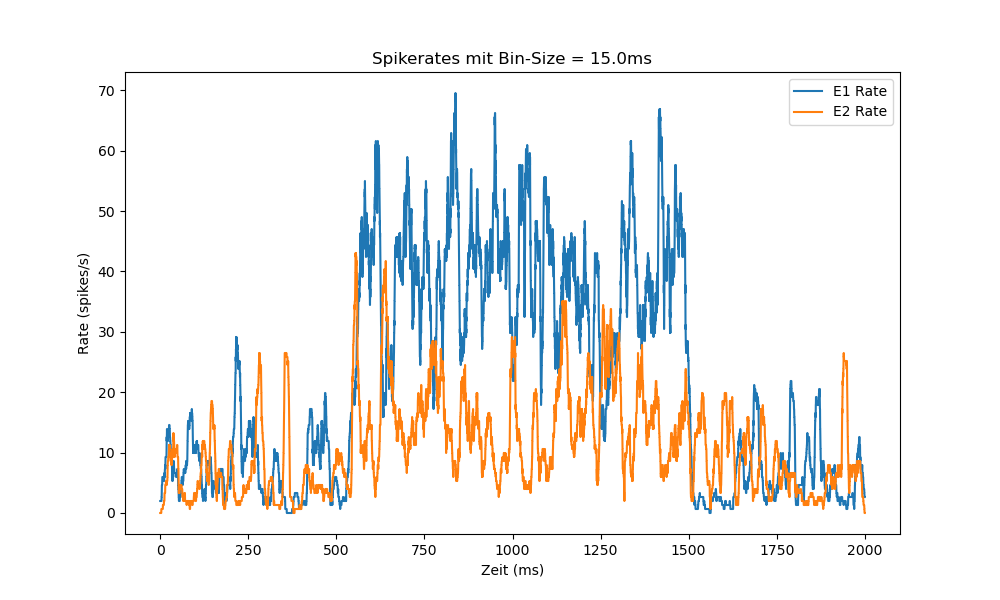 Spikerates mit Bin-Size = 15.0ms
E1 Rate
E2 Rate
Rate (spikes/s)
70
60
50
40
30
20
10
0
0 250 500 750 1000 1250 1500 1750 2000
Zeit (ms)